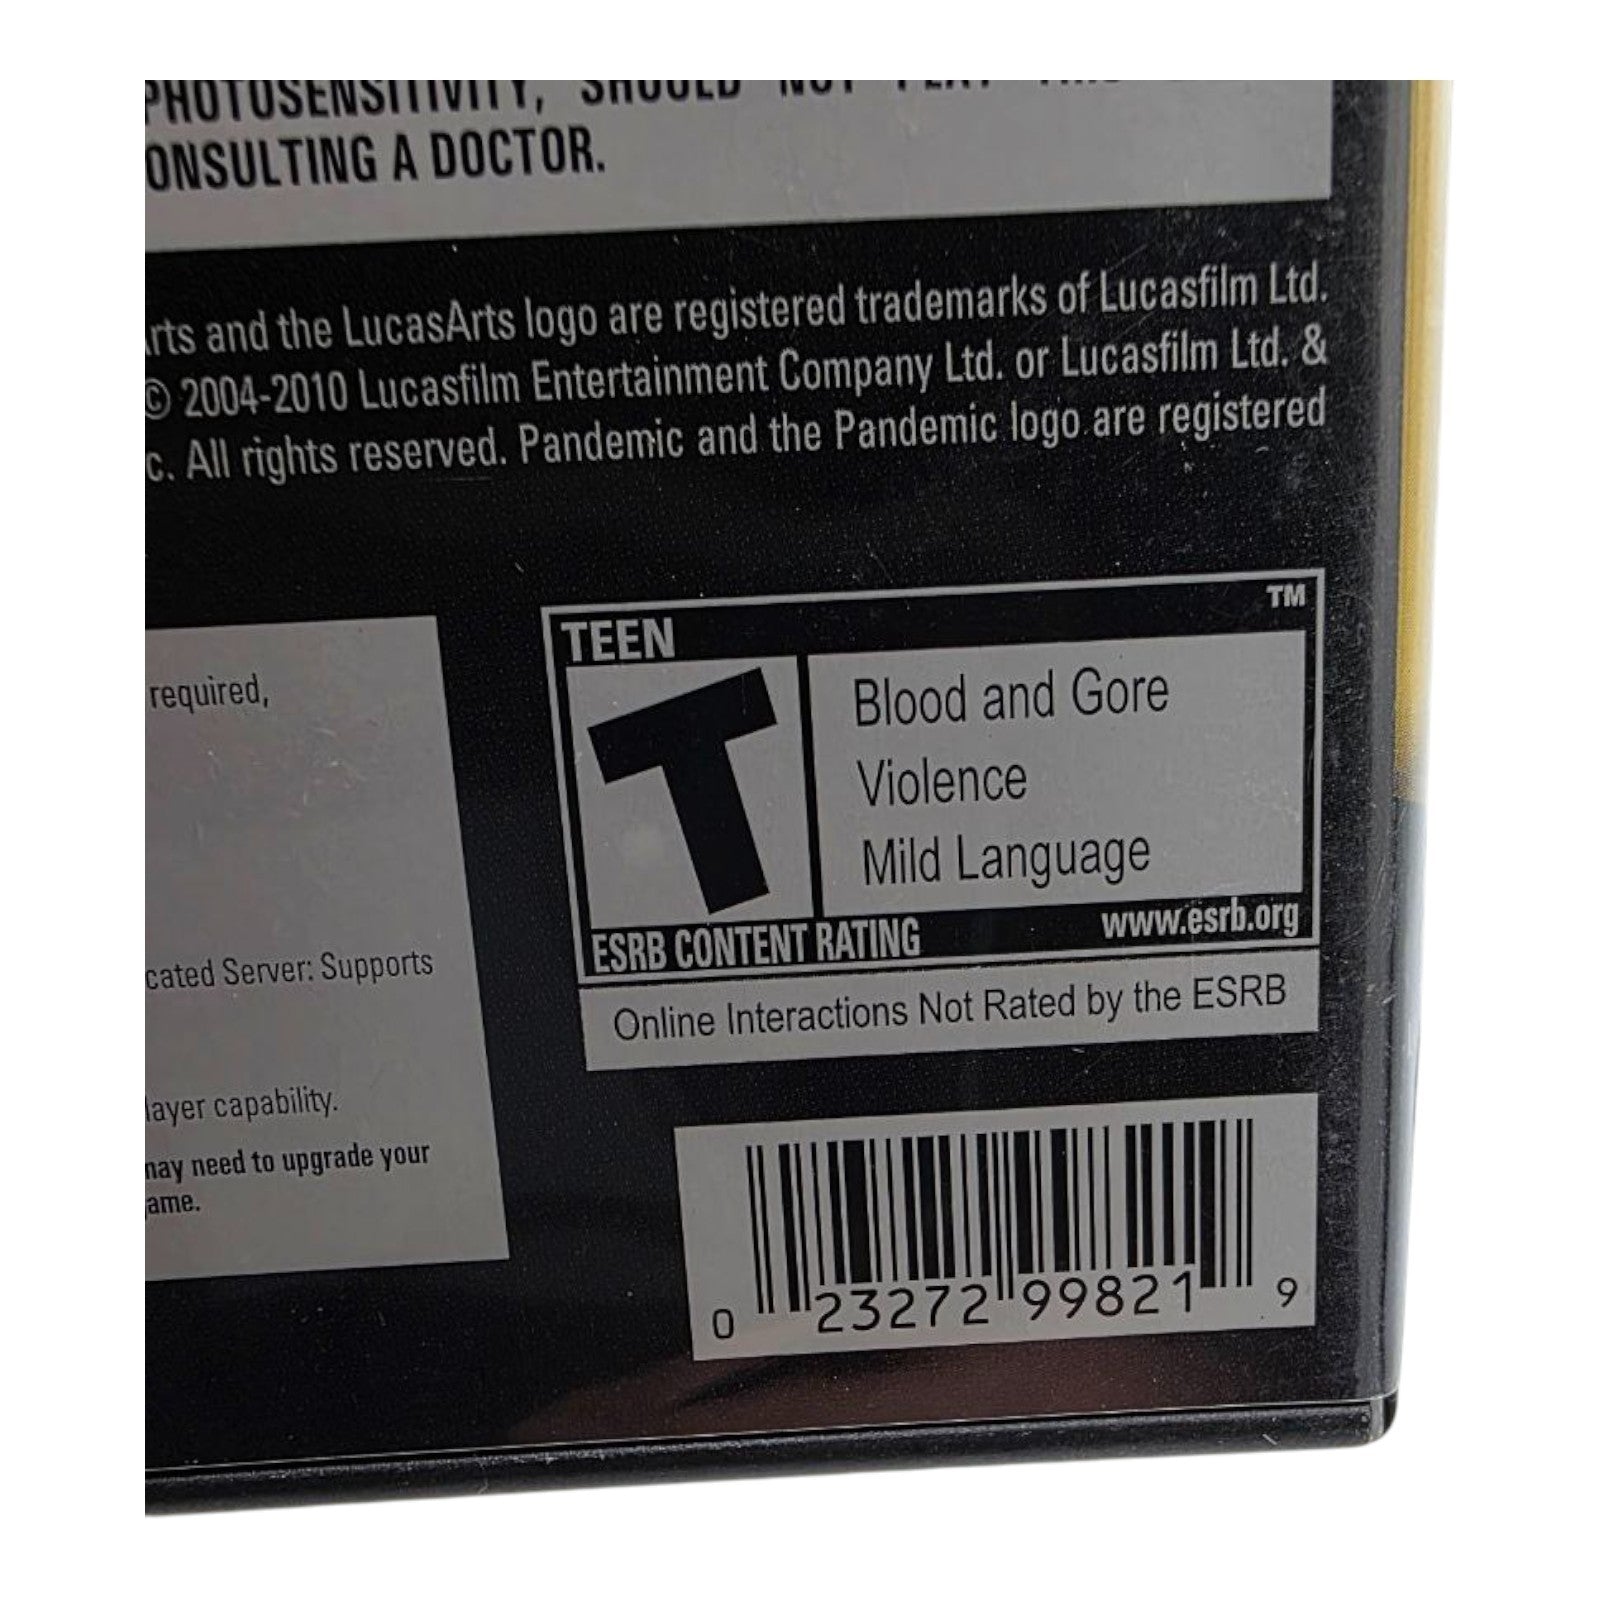 PHOTOSENSITIVITY, SHOULD NOT PLAY THIS
ONSULTING A DOCTOR.
rts and the LucasArts logo are registered trademarks of Lucasfilm Ltd.
© 2004-2010 Lucasfilm Entertainment Company Ltd. or Lucasfilm Ltd. &
c. All rights reserved. Pandemic and the Pandemic logo are registered
required,
cated Server: Supports
layer capability.
may need to upgrade your
ame.
TEEN
TM
T
Blood and Gore
Violence
Mild Language
ESRB CONTENT RATING
www.esrb.org
Online Interactions Not Rated by the ESRB
0 23272 99821 9